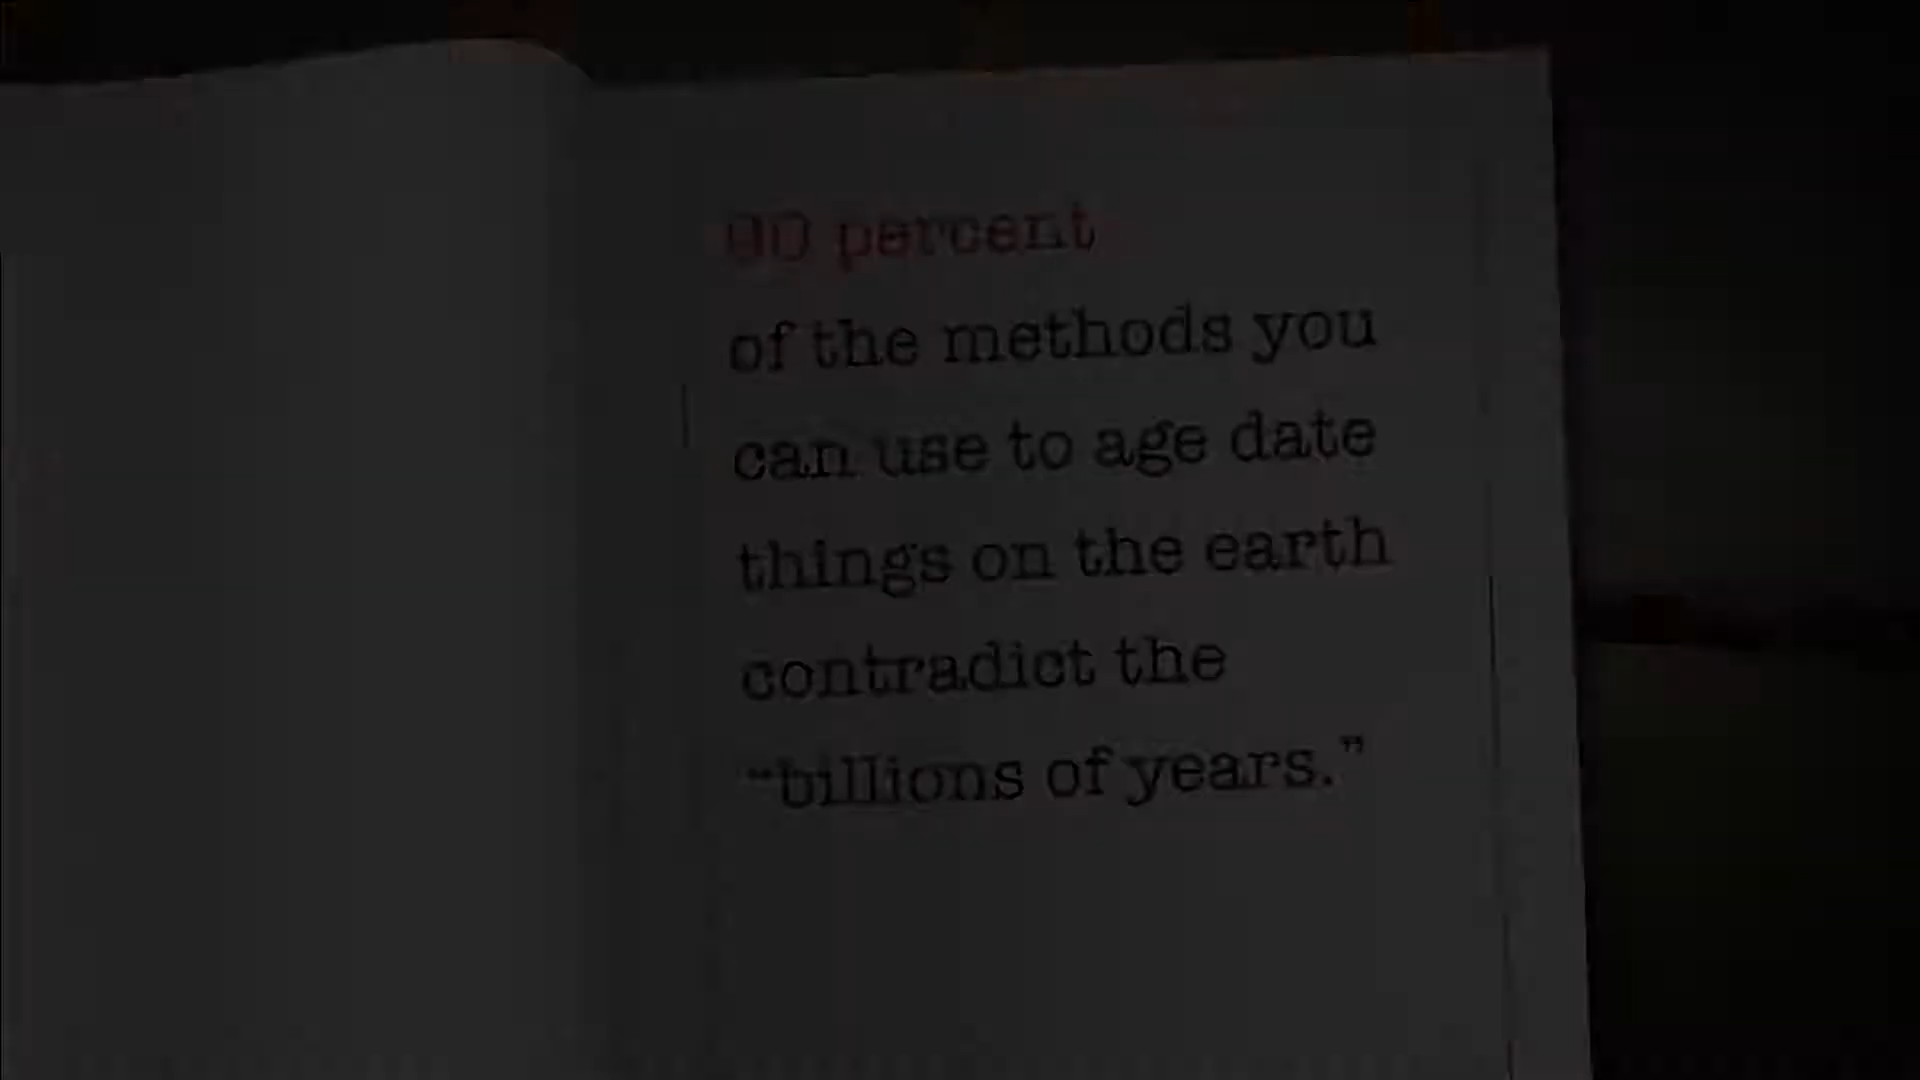 90 percent
of the methods you
can use to age date
things on the earth
contradict the
“billions of years.”